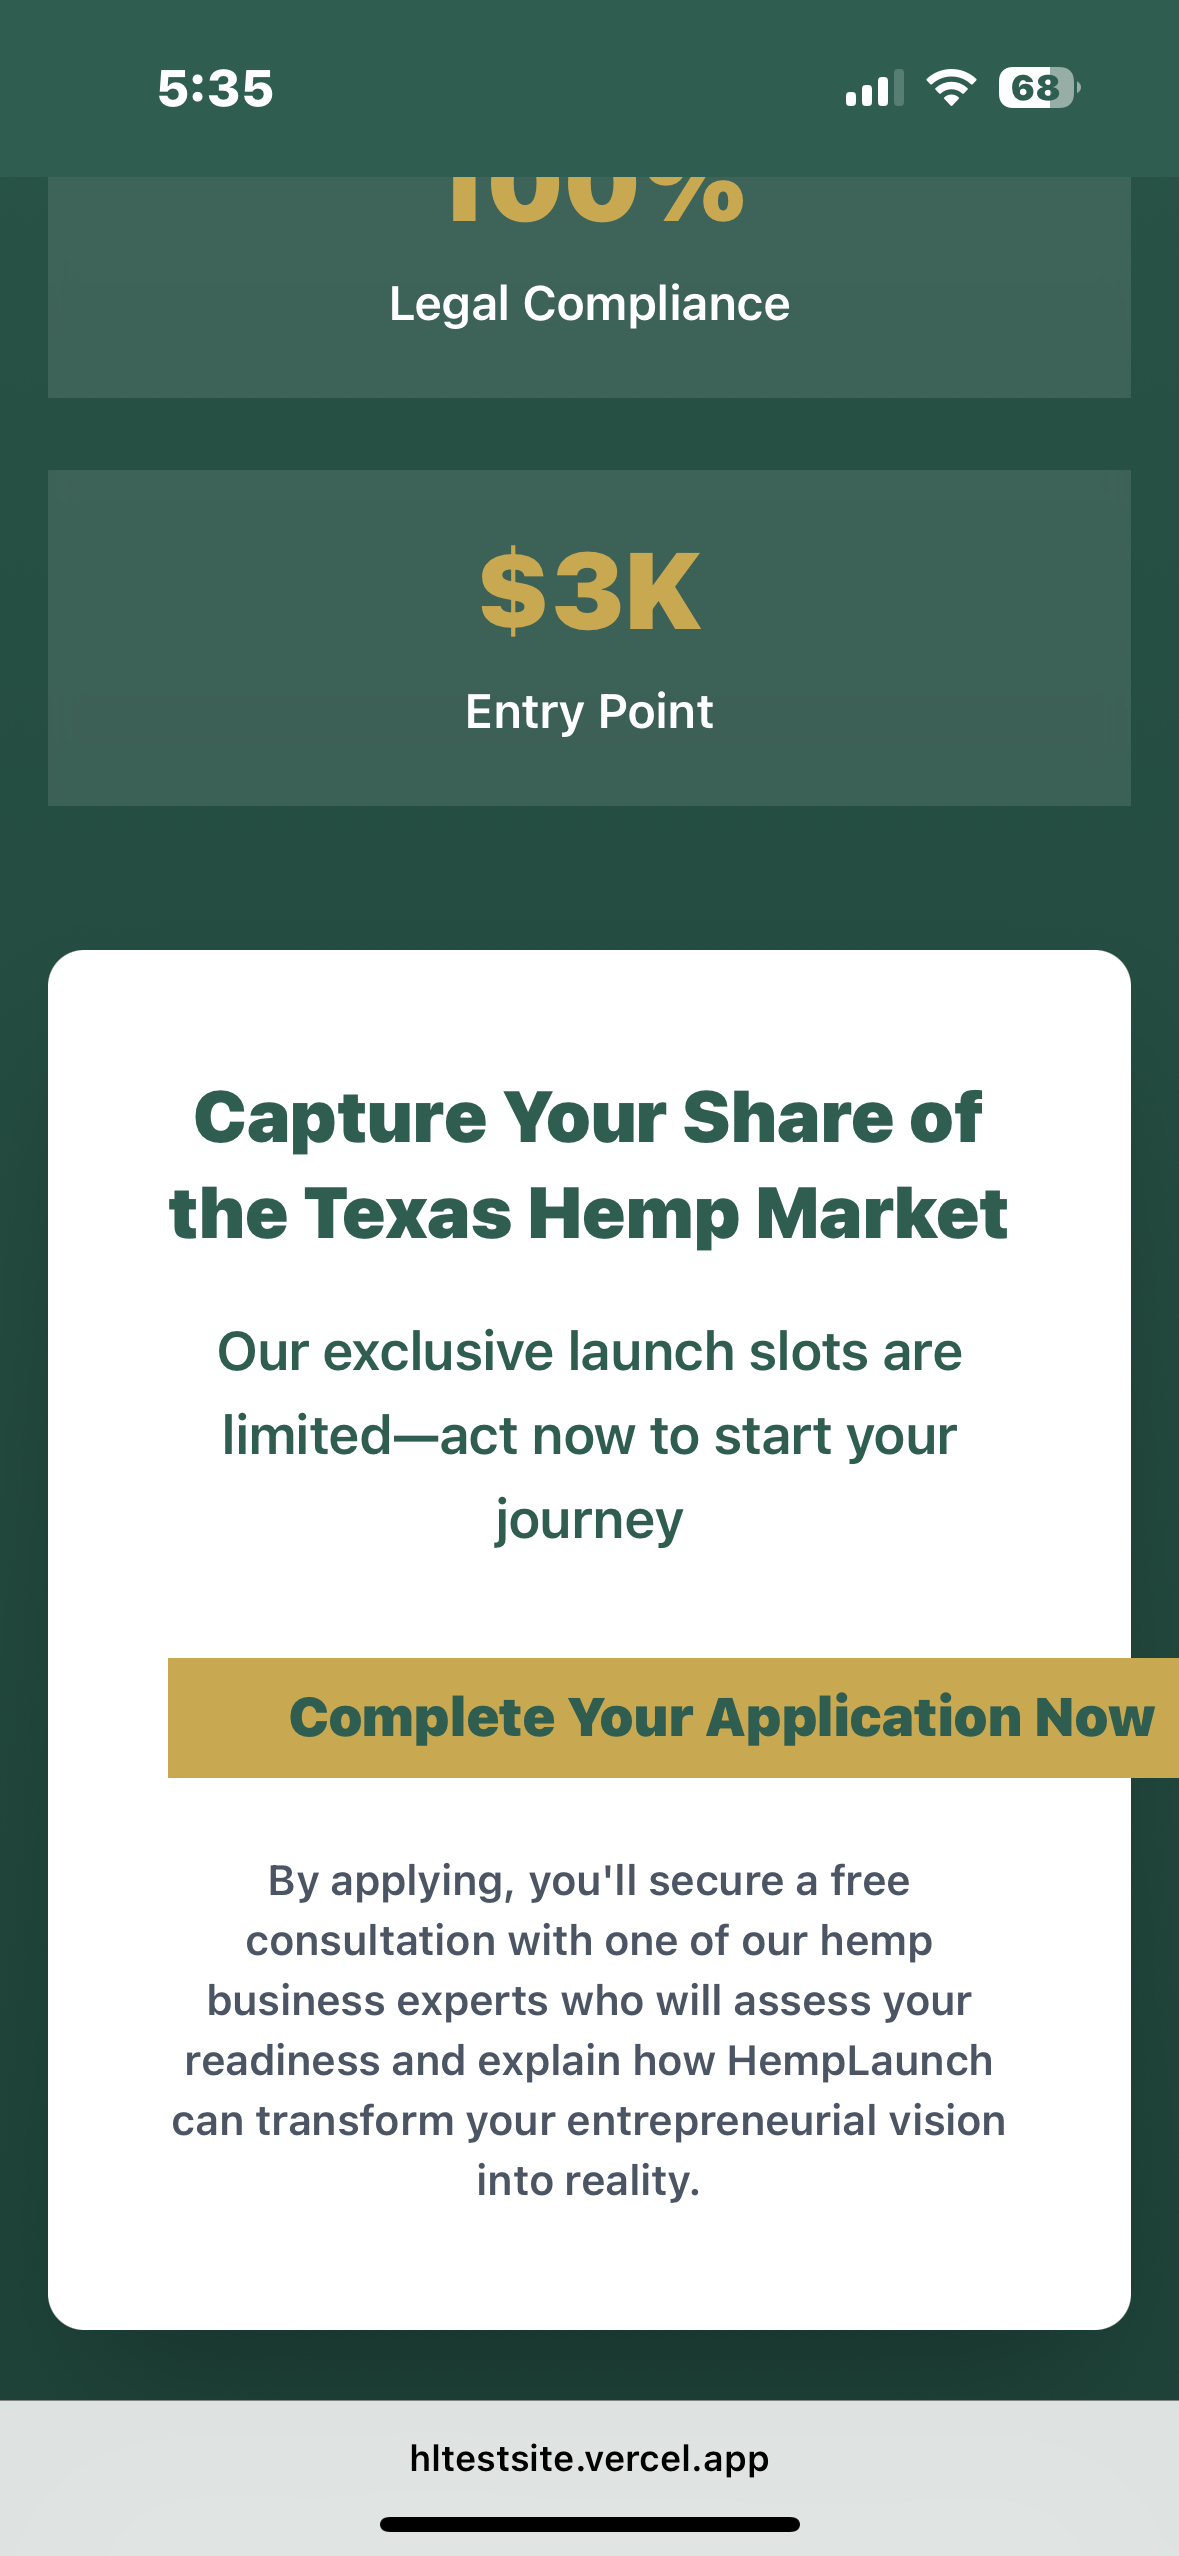 5:35
68
100%
Legal Compliance
$3K
Entry Point
Capture Your Share of
the Texas Hemp Market
Our exclusive launch slots are
limited—act now to start your
journey
Complete Your Application Now
By applying, you'll secure a free
consultation with one of our hemp
business experts who will assess your
readiness and explain how HempLaunch
can transform your entrepreneurial vision
into reality.
hltestsite.vercel.app